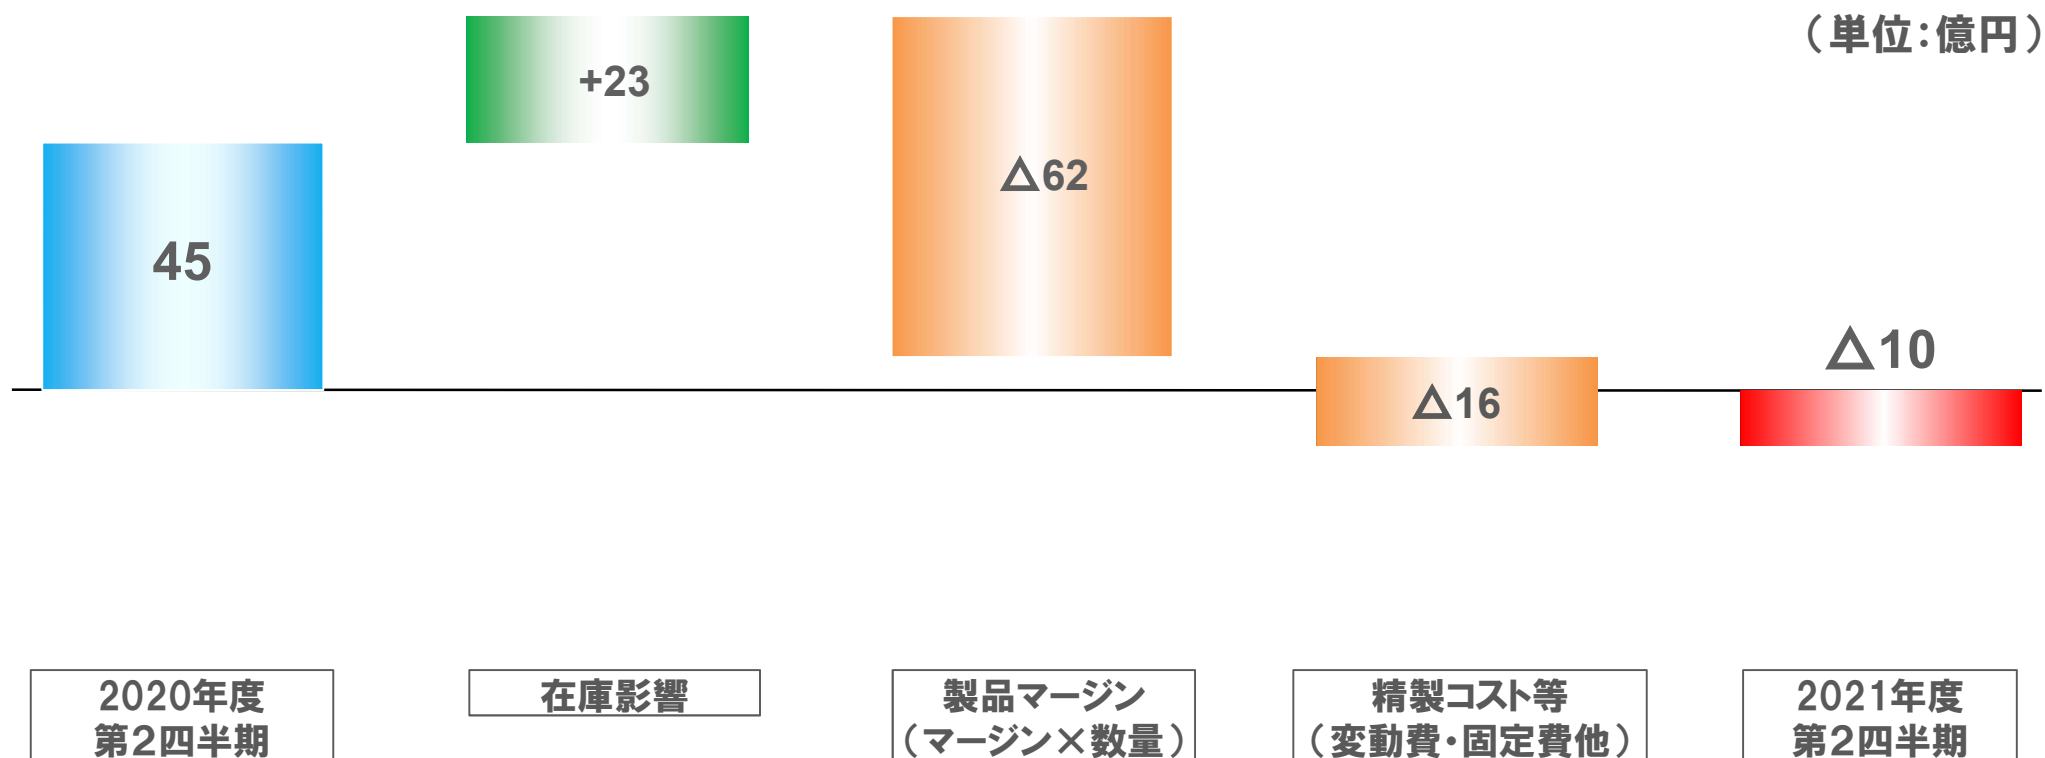 （単位：億円）
+23
△62
45
△10
△16
2020年度
第2四半期
在庫影響
製品マージン
（マージン×数量）
精製コスト等
（変動費・固定費他）
2021年度
第2四半期